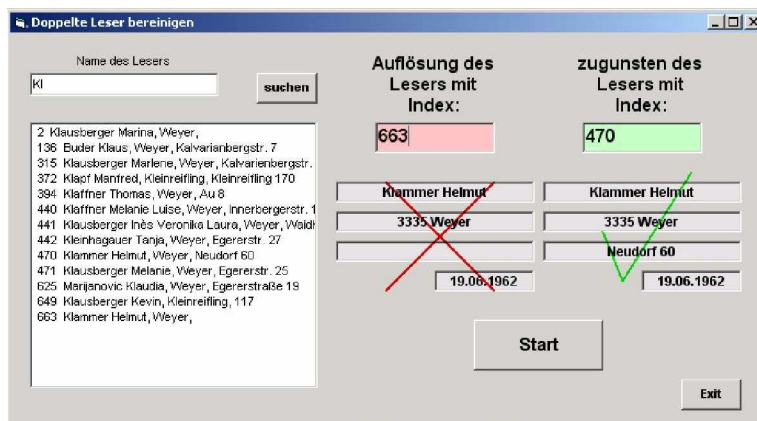 Doppelte Leser bereinigen
Name des Lesers
Kl
suchen
2 Klausberger Marina, Weyer,
136 Buder Klaus, Weyer, Kalvarianbergstr. 7
315 Klausberger Marlene, Weyer, Kalvarienbergstr.
372 Klapf Manfred, Kleinreifling, Kleinreifling 170
394 Klaffner Thomas, Weyer, Au 8
440 Klaffner Melanie Luise, Weyer, Innerbergerstr. 1
441 Klausberger Inès Veronika Laura, Weyer, Waidh
442 Kleinhagauer Tanja, Weyer, Egererstr. 27
470 Klammer Helmut, Weyer, Neudorf 60
471 Klausberger Melanie, Weyer, Egererstr. 25
625 Marijanovic Klaudia, Weyer, Egererstraße 19
649 Klausberger Kevin, Kleinreifling, 117
663 Klammer Helmut, Weyer,
Auflösung des
Lesers mit
Index:
663
Klammer Helmut
3335 Weyer
19.06.1962
zugunsten des
Lesers mit
Index:
470
Klammer Helmut
3335 Weyer
Neudorf 60
19.06.1962
Start
Exit